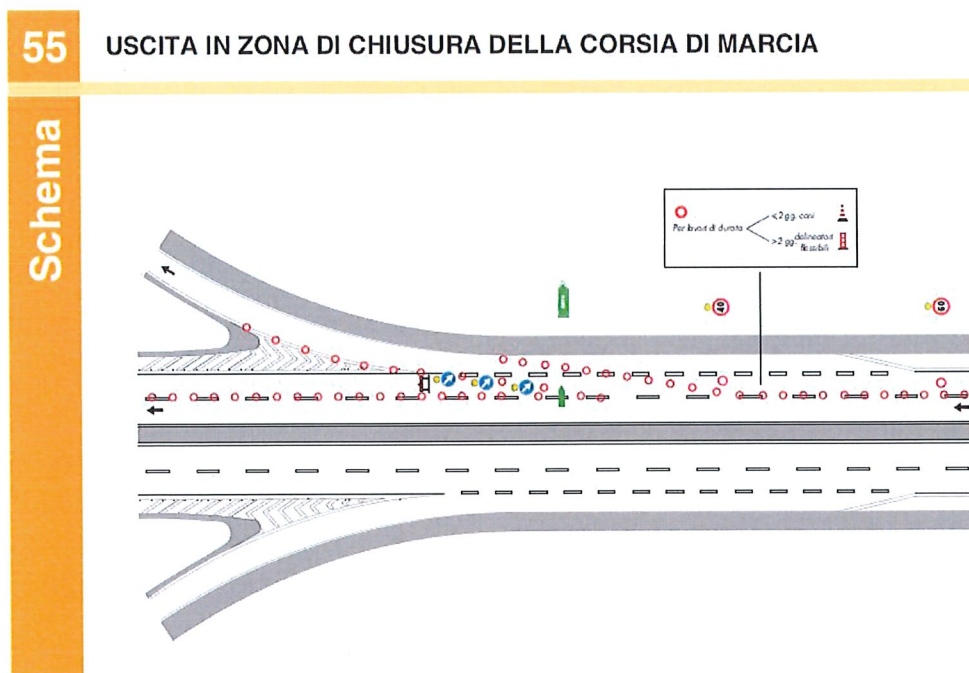 55
USCITA IN ZONA DI CHIUSURA DELLA CORSIA DI MARCIA
Schema
Per lavori di durata
<2 gg. coni
>2 gg. delineatori
flessibili
40
60